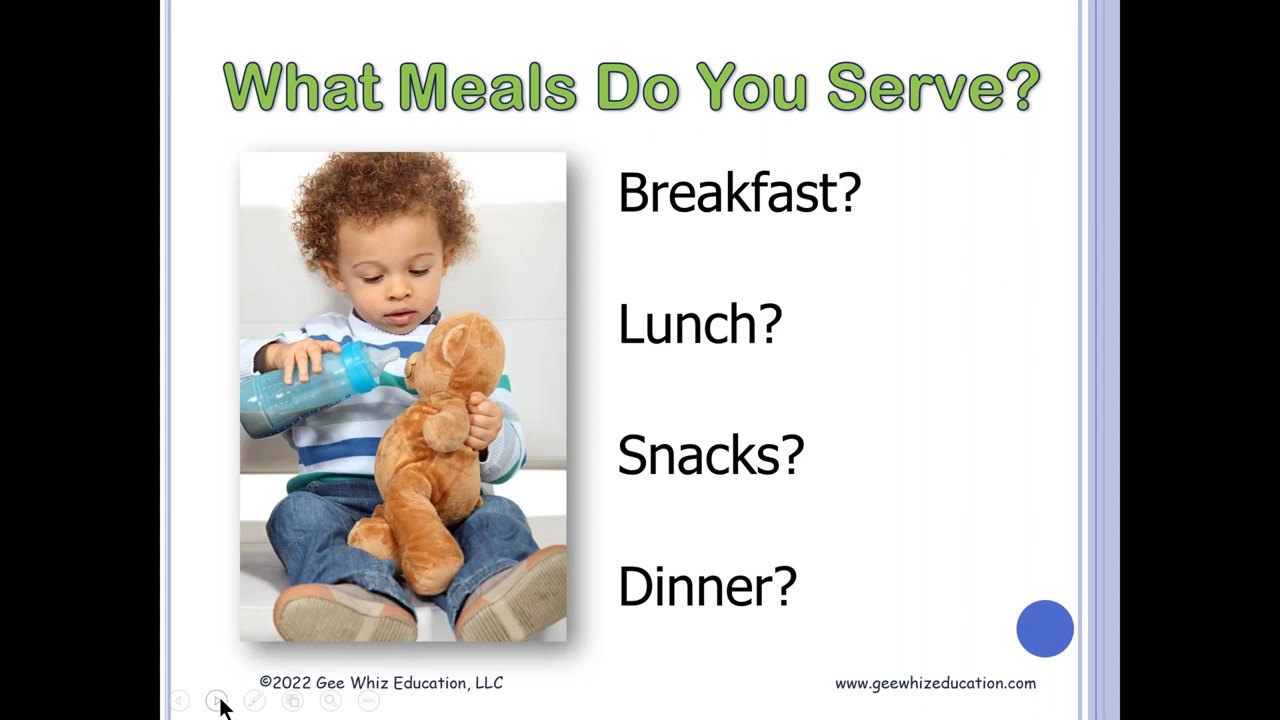 What Meals Do You Serve?
Breakfast?
Lunch?
Snacks?
Dinner?
©2022 Gee Whiz Education, LLC
www.geewhizeducation.com